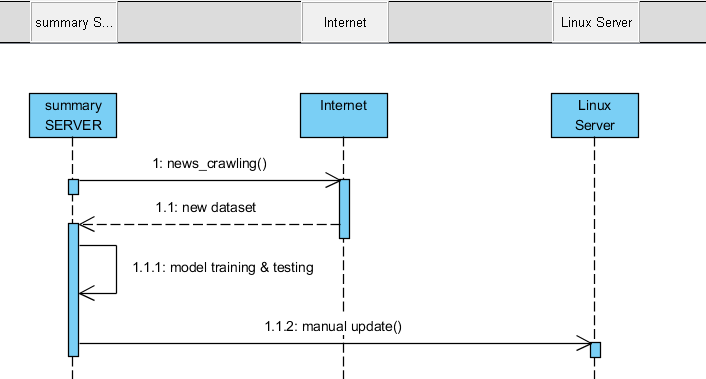 summary S...
Internet
Linux Server
summary
SERVER
Internet
Linux
Server
1: news_crawling()
1.1: new dataset
1.1.1: model training & testing
1.1.2: manual update()